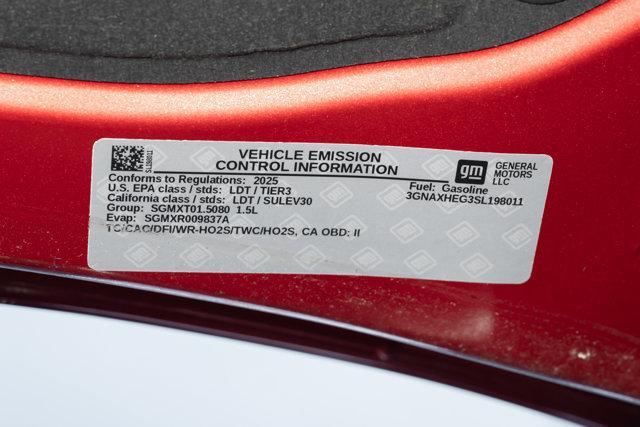 SL198011
VEHICLE EMISSION
CONTROL INFORMATION
gm
GENERAL
MOTORS
LLC
Conforms to Regulations: 2025
U.S. EPA class / stds: LDT / TIER3
California class / stds: LDT / SULEV30
Group: SGMXT01.5080 1.5L
Evap: SGMXR009837A
TC/CAC/DFI/WR-HO2S/TWC/HO2S, CA OBD: II
Fuel: Gasoline
3GNAXHEG3SL198011